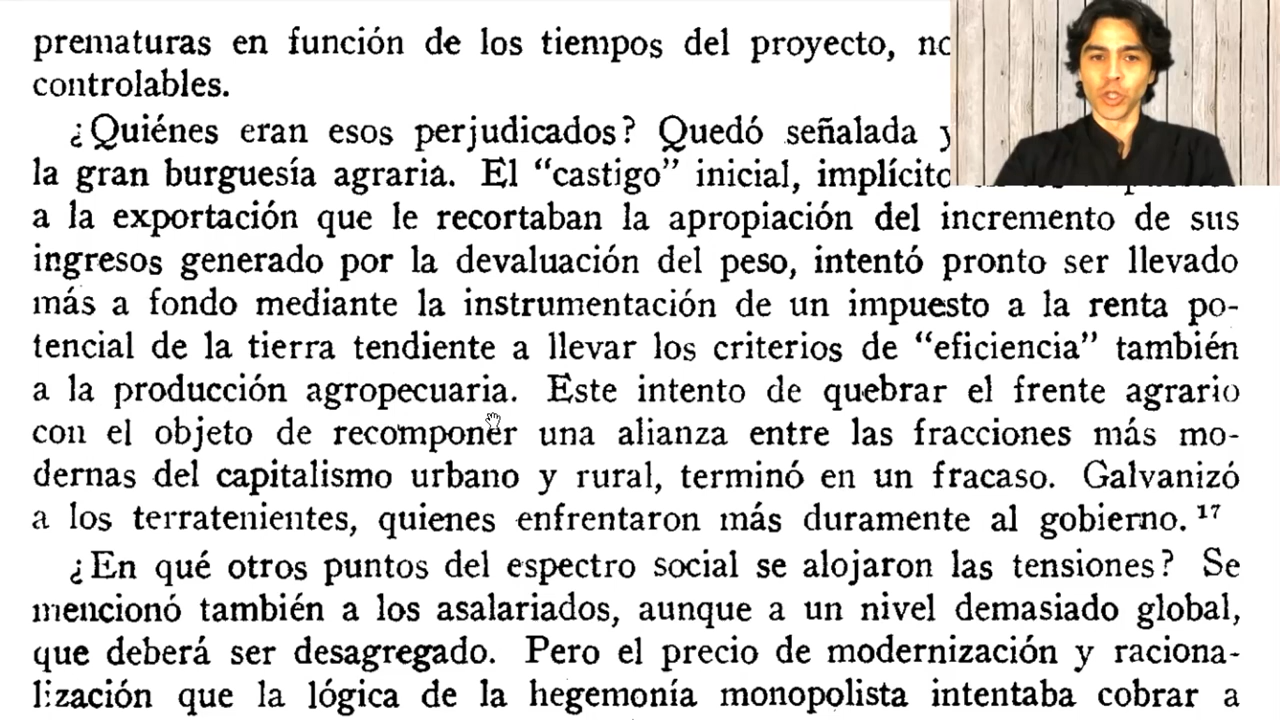 prematuras en función de los tiempos del proyecto,
controlables.
¿Quiénes eran esos perjudicados? Quedó señalada
la gran burguesía agraria. El “castigo” inicial, implícito
a la exportación que le recortaban la apropiación del incremento de sus
ingresos generado por la devaluación del peso, intentó pronto ser llevado
más a fondo mediante la instrumentación de un impuesto a la renta po-
tencial de la tierra tendiente a llevar los criterios de “eficiencia” también
a la producción agropecuaria. Este intento de quebrar el frente agrario
con el objeto de recomponer una alianza entre las fracciones más mo-
dernas del capitalismo urbano y rural, terminó en un fracaso. Galvanizó
a los terratenientes, quienes enfrentaron más duramente al gobierno. 17
¿En qué otros puntos del espectro social se alojaron las tensiones? Se
mencionó también a los asalariados, aunque a un nivel demasiado global,
que deberá ser desagregado. Pero el precio de modernización y raciona-
lización que la lógica de la hegemonía monopolista intentaba cobrar a